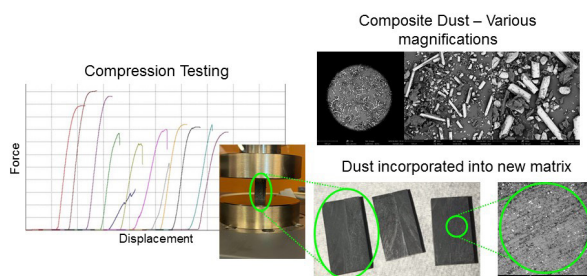 Composite Dust – Various
magnifications
Compression Testing
Force
Displacement
Dust incorporated into new matrix